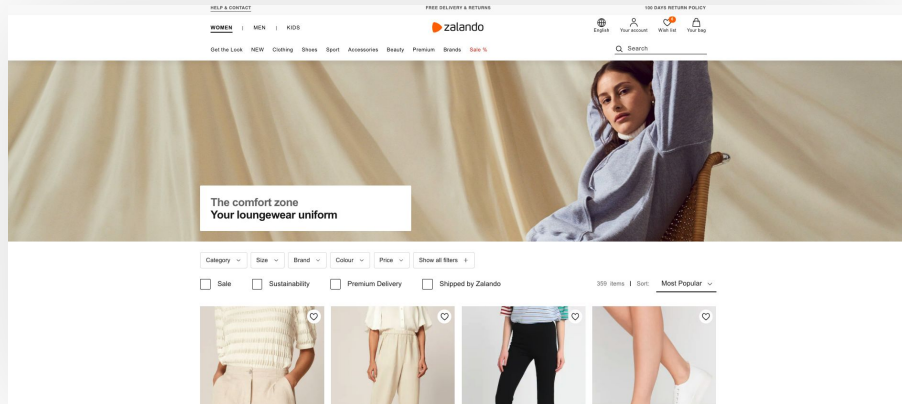 HELP & CONTACT FREE DELIVERY & RETURNS 100 DAYS RETURN POLICY
WOMEN | MEN | KIDS
zalando
English Your account Wish list Your bag
Get the Look NEW Clothing Shoes Sport Accessories Beauty Premium Brands Sale %
Search
The comfort zone
Your loungewear uniform
Category Size Brand Colour Price Show all filters +
Sale Sustainability Premium Delivery Shipped by Zalando 359 items | Sort: Most Popular